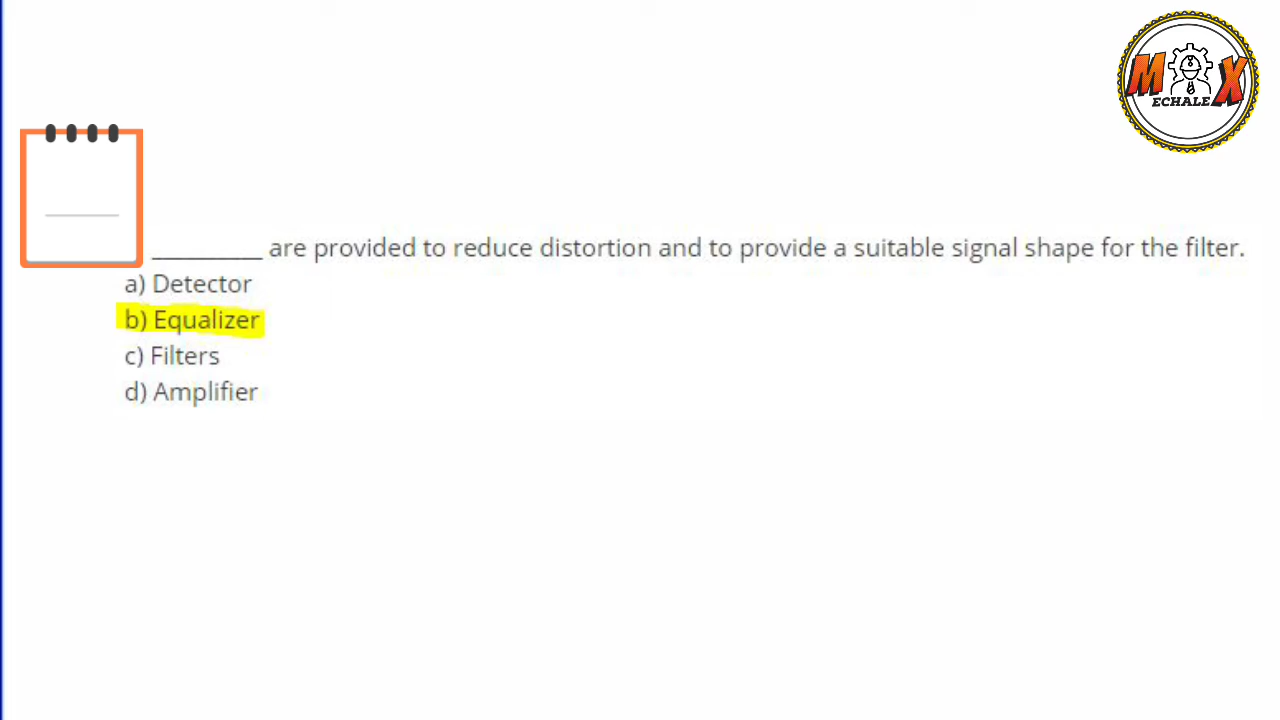 M ECHALE X
__________ are provided to reduce distortion and to provide a suitable signal shape for the filter.
a) Detector
b) Equalizer
c) Filters
d) Amplifier